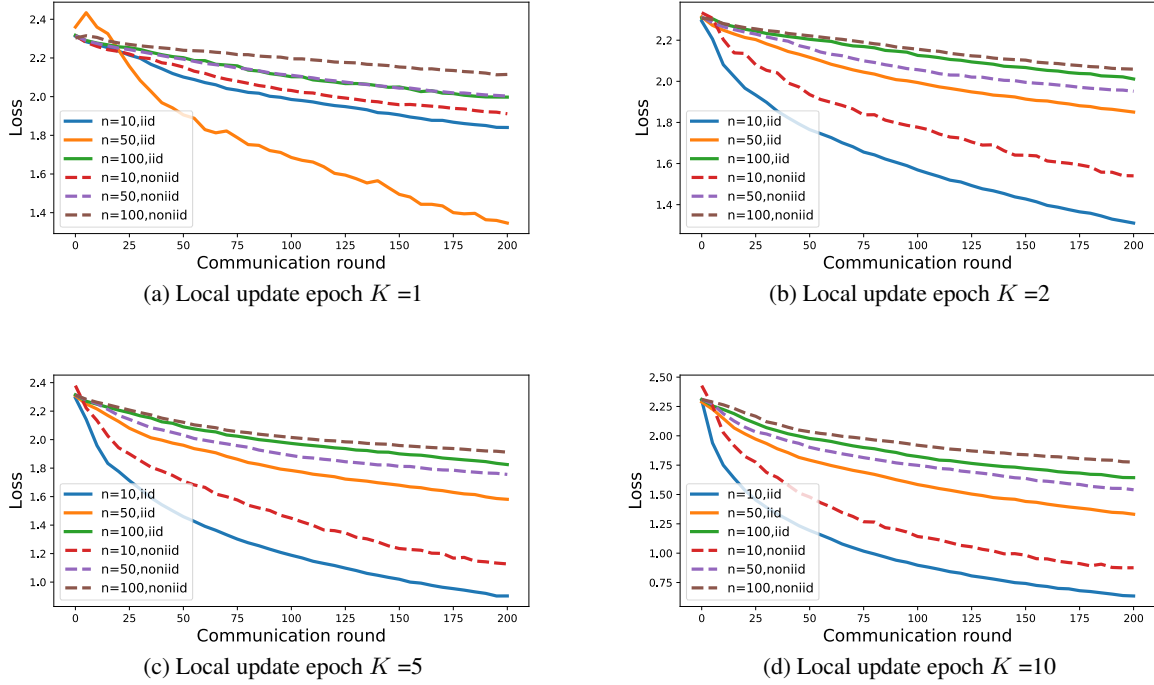 2.4
2.2
2.0
1.8
1.6
1.4
Loss
n=10,iid
n=50,iid
n=100,iid
n=10,noniid
n=50,noniid
n=100,noniid
0 25 50 75 100 125 150 175 200
Communication round
(a) Local update epoch K =1
2.2
2.0
1.8
1.6
1.4
Loss
n=10,iid
n=50,iid
n=100,iid
n=10,noniid
n=50,noniid
n=100,noniid
0 25 50 75 100 125 150 175 200
Communication round
(b) Local update epoch K =2
2.4
2.2
2.0
1.8
1.6
1.4
1.2
1.0
Loss
n=10,iid
n=50,iid
n=100,iid
n=10,noniid
n=50,noniid
n=100,noniid
0 25 50 75 100 125 150 175 200
Communication round
(c) Local update epoch K =5
2.50
2.25
2.00
1.75
1.50
1.25
1.00
0.75
Loss
n=10,iid
n=50,iid
n=100,iid
n=10,noniid
n=50,noniid
n=100,noniid
0 25 50 75 100 125 150 175 200
Communication round
(d) Local update epoch K =10